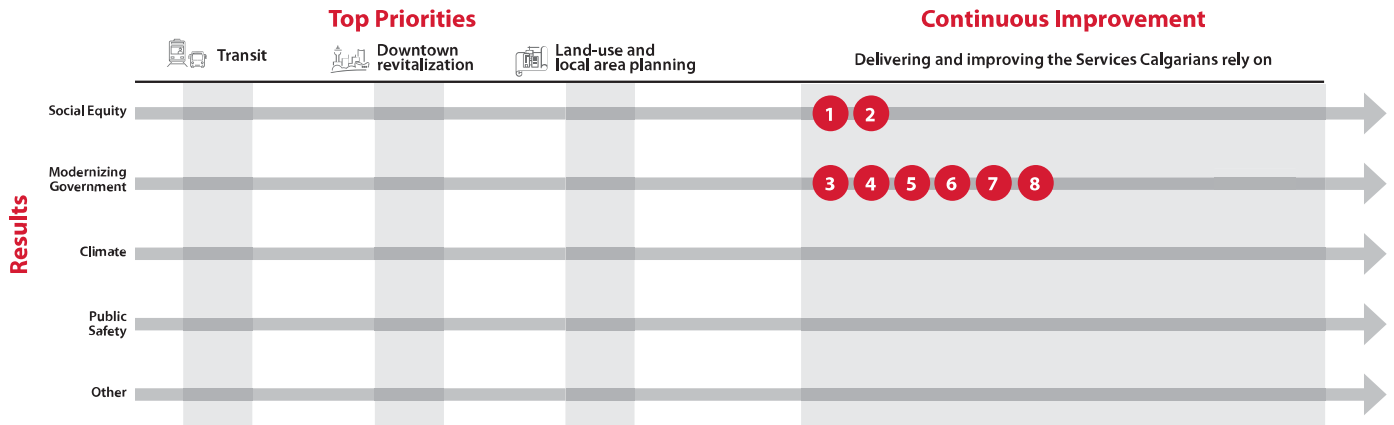 Top Priorities
Continuous Improvement
Transit
Downtown
revitalization
Land-use and
local area planning
Delivering and improving the Services Calgarians rely on
Results
Social Equity
1 2
Modernizing
Government
3 4 5 6 7 8
Climate
Public
Safety
Other